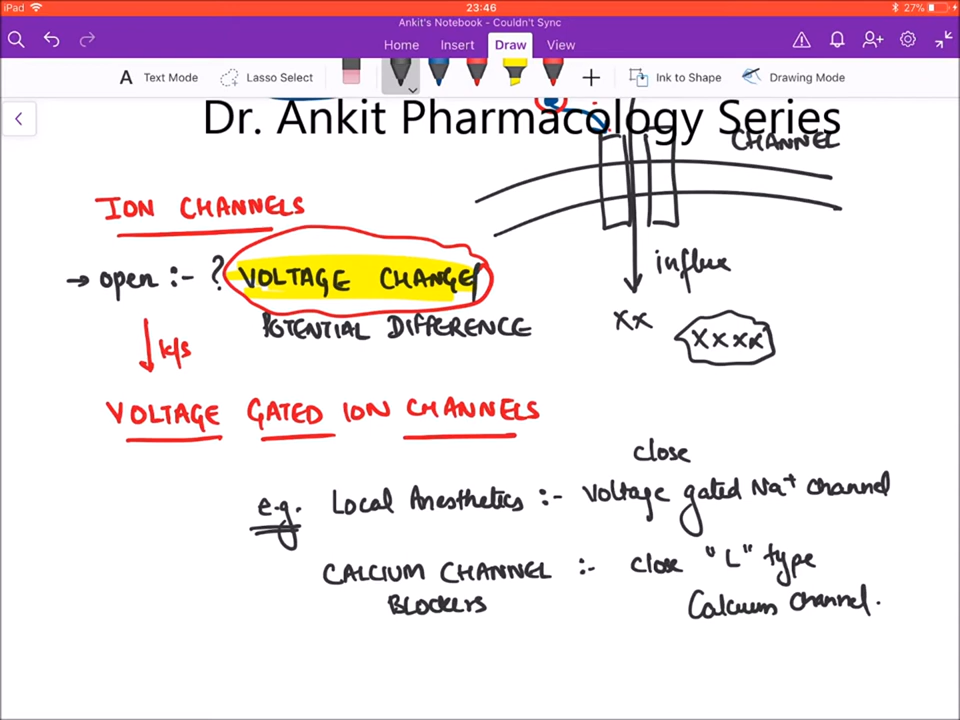 iPad 23:46 27%
Ankit's Notebook - Couldn't Sync
Home Insert Draw View
A Text Mode Lasso Select Ink to Shape Drawing Mode
Dr. Ankit Pharmacology Series
CHANNEL
ION CHANNELS
→ open :- ? VOLTAGE CHANGE
influx
POTENTIAL DIFFERENCE
XX
XXXX
k/s
VOLTAGE GATED ION CHANNELS
close
e.g. Local Anesthetics :- Voltage gated Na+ channel
CALCIUM CHANNEL :- close "L" type
BLOCKERS Calcium channel.